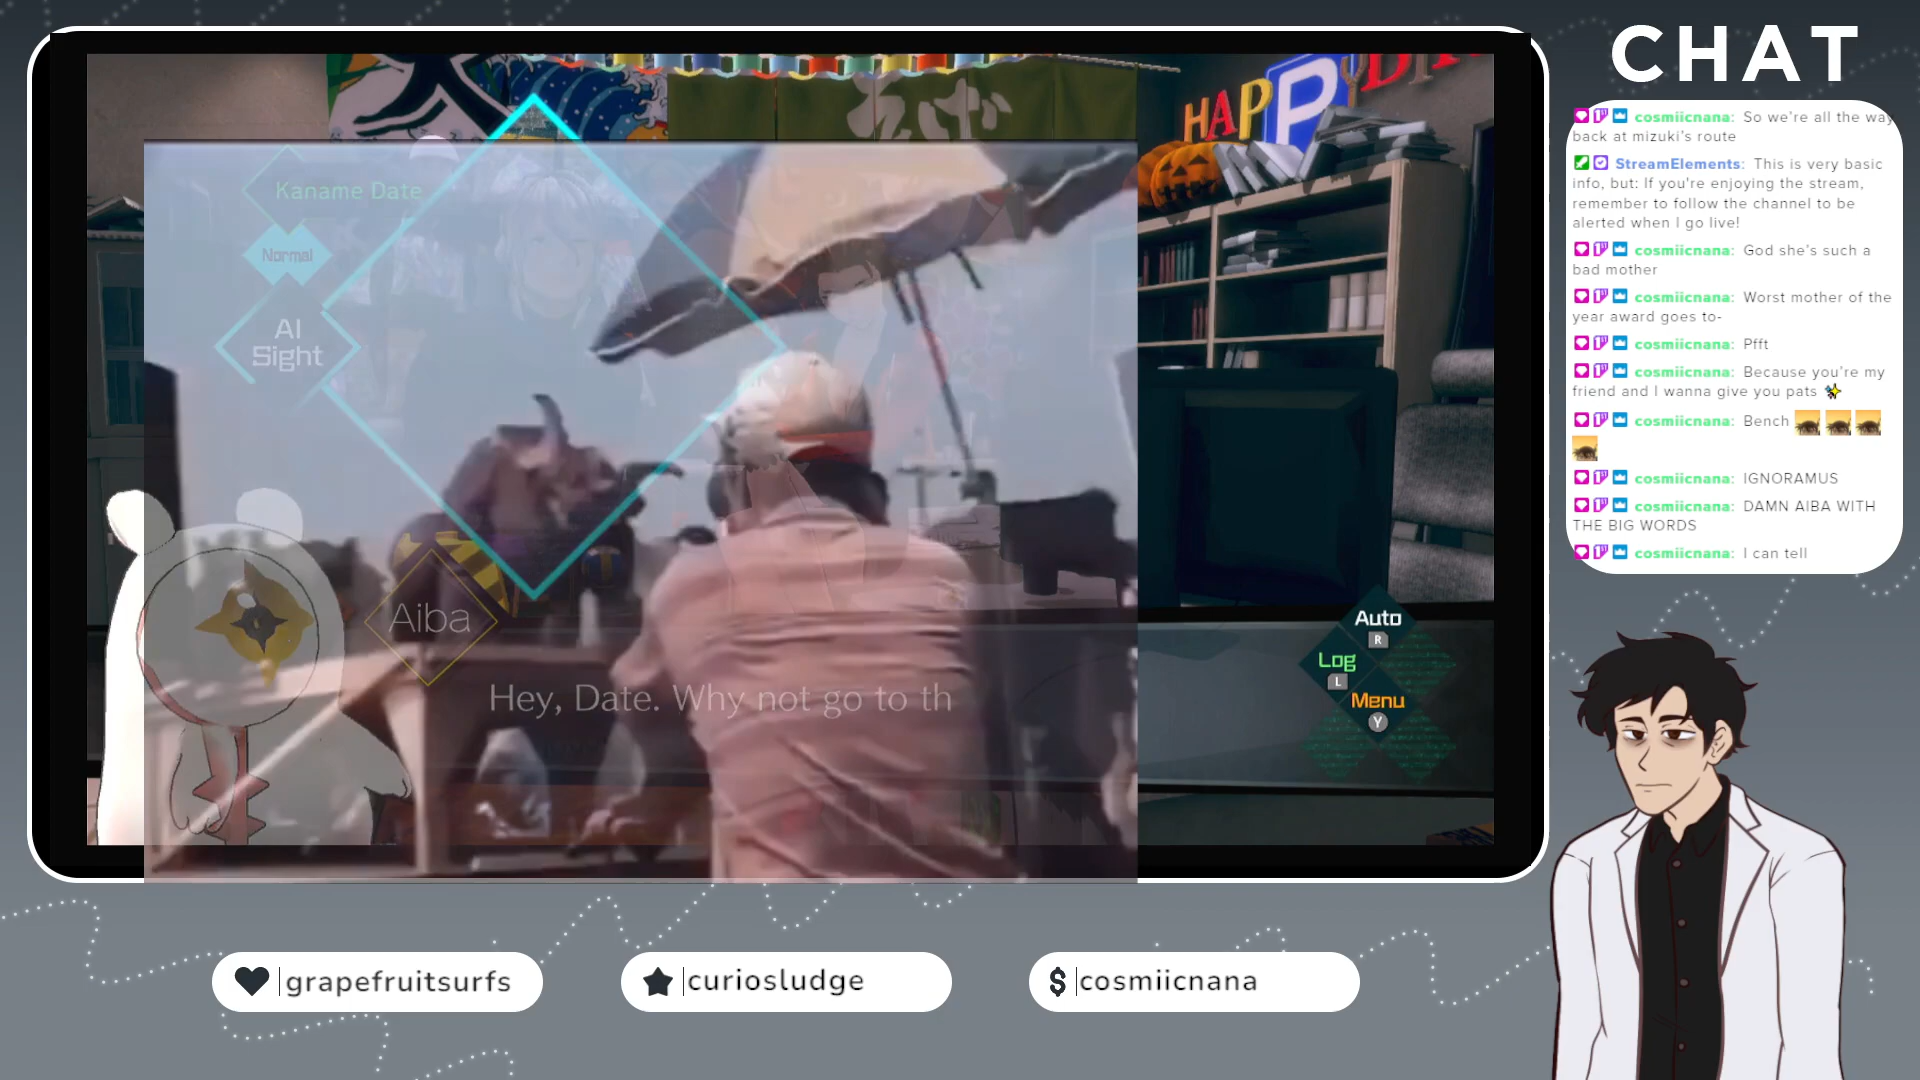 CHAT
cosmiicnana: So we're all the way
back at mizuki's route
StreamElements: This is very basic
info, but: If you're enjoying the stream,
remember to follow the channel to be
alerted when I go live!
cosmiicnana: God she's such a
bad mother
cosmiicnana: Worst mother of the
year award goes to-
cosmiicnana: Pfft
cosmiicnana: Because you're my
friend and I wanna give you pats ✨
cosmiicnana: Bench
cosmiicnana: IGNORAMUS
cosmiicnana: DAMN AIBA WITH
THE BIG WORDS
cosmiicnana: I can tell
HAPPY
P
Kaname Date
Normal
AI
Sight
Aiba
Hey, Date. Why not go to th
Auto
R
Log
L
Menu
Y
grapefruitsurfs
curiosludge
$ cosmiicnana